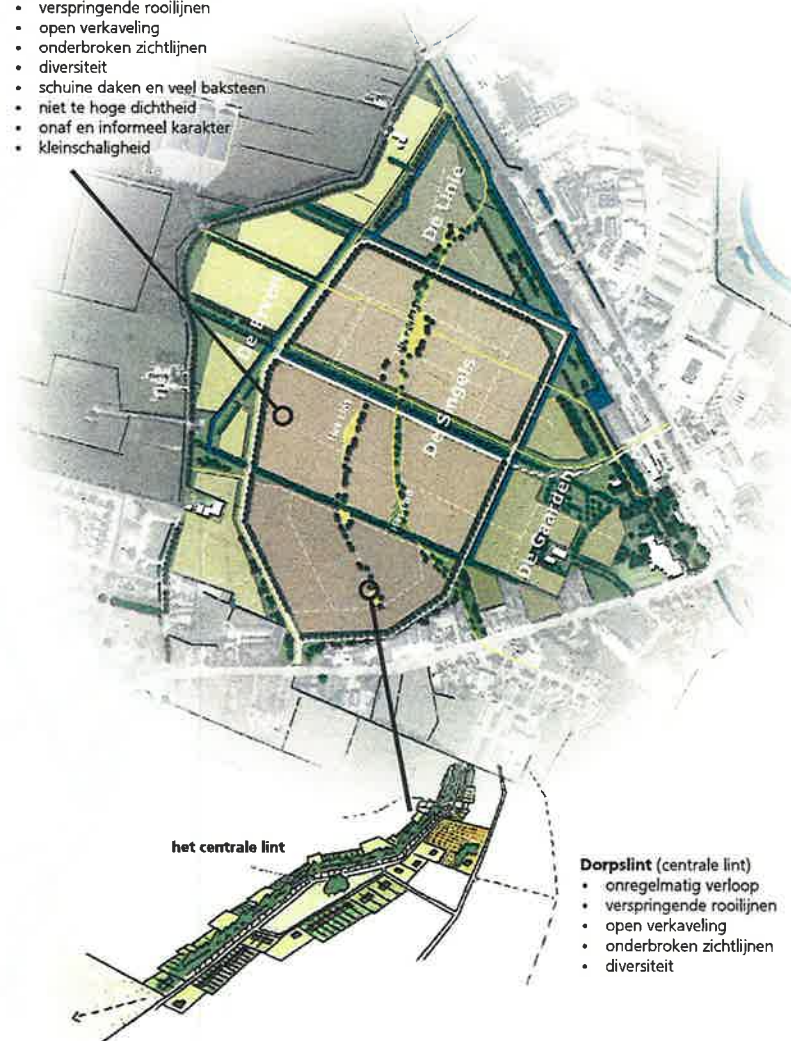 • verspringende rooilijnen
• open verkaveling
• onderbroken zichtlijnen
• diversiteit
• schuine daken en veel baksteen
• niet te hoge dichtheid
• onaf en informeel karakter
• kleinschaligheid
De Linie
De Singels
De Gaarden
het centrale lint
Dorpslint (centrale lint)
• onregelmatig verloop
• verspringende rooilijnen
• open verkaveling
• onderbroken zichtlijnen
• diversiteit